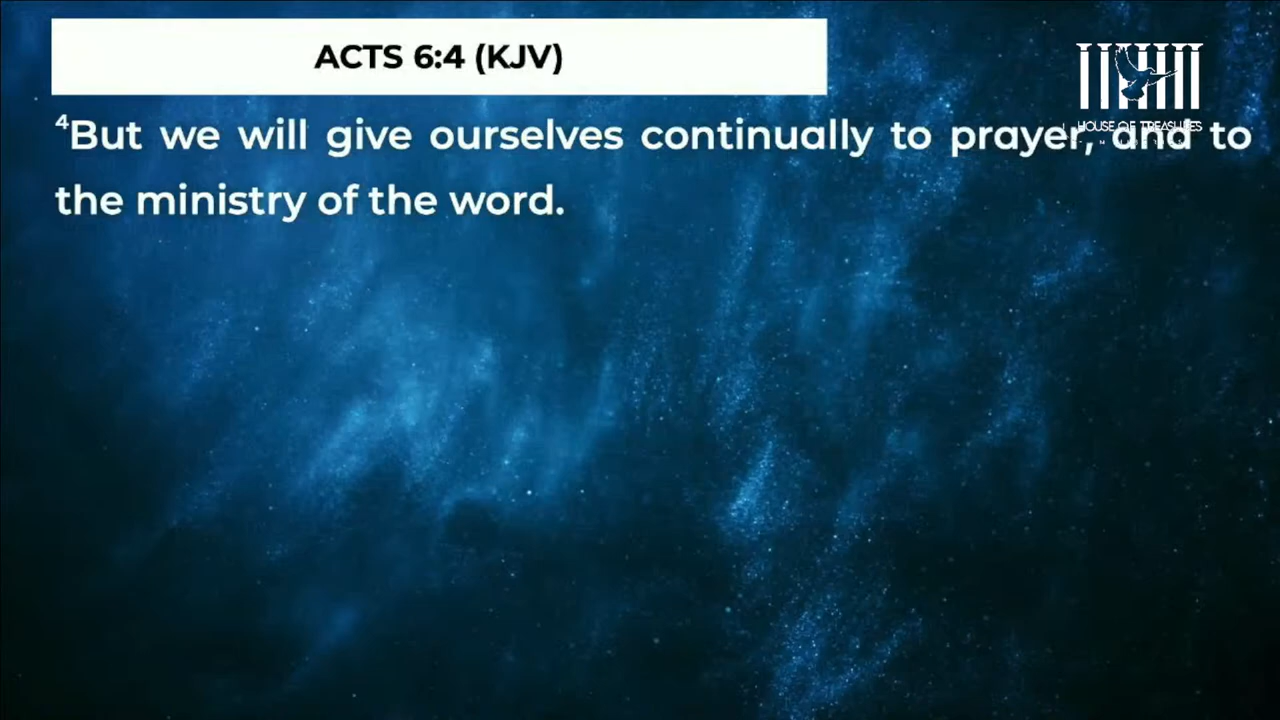 ACTS 6:4 (KJV)
HOUSE OF TREASURES
⁴But we will give ourselves continually to prayer, and to
the ministry of the word.